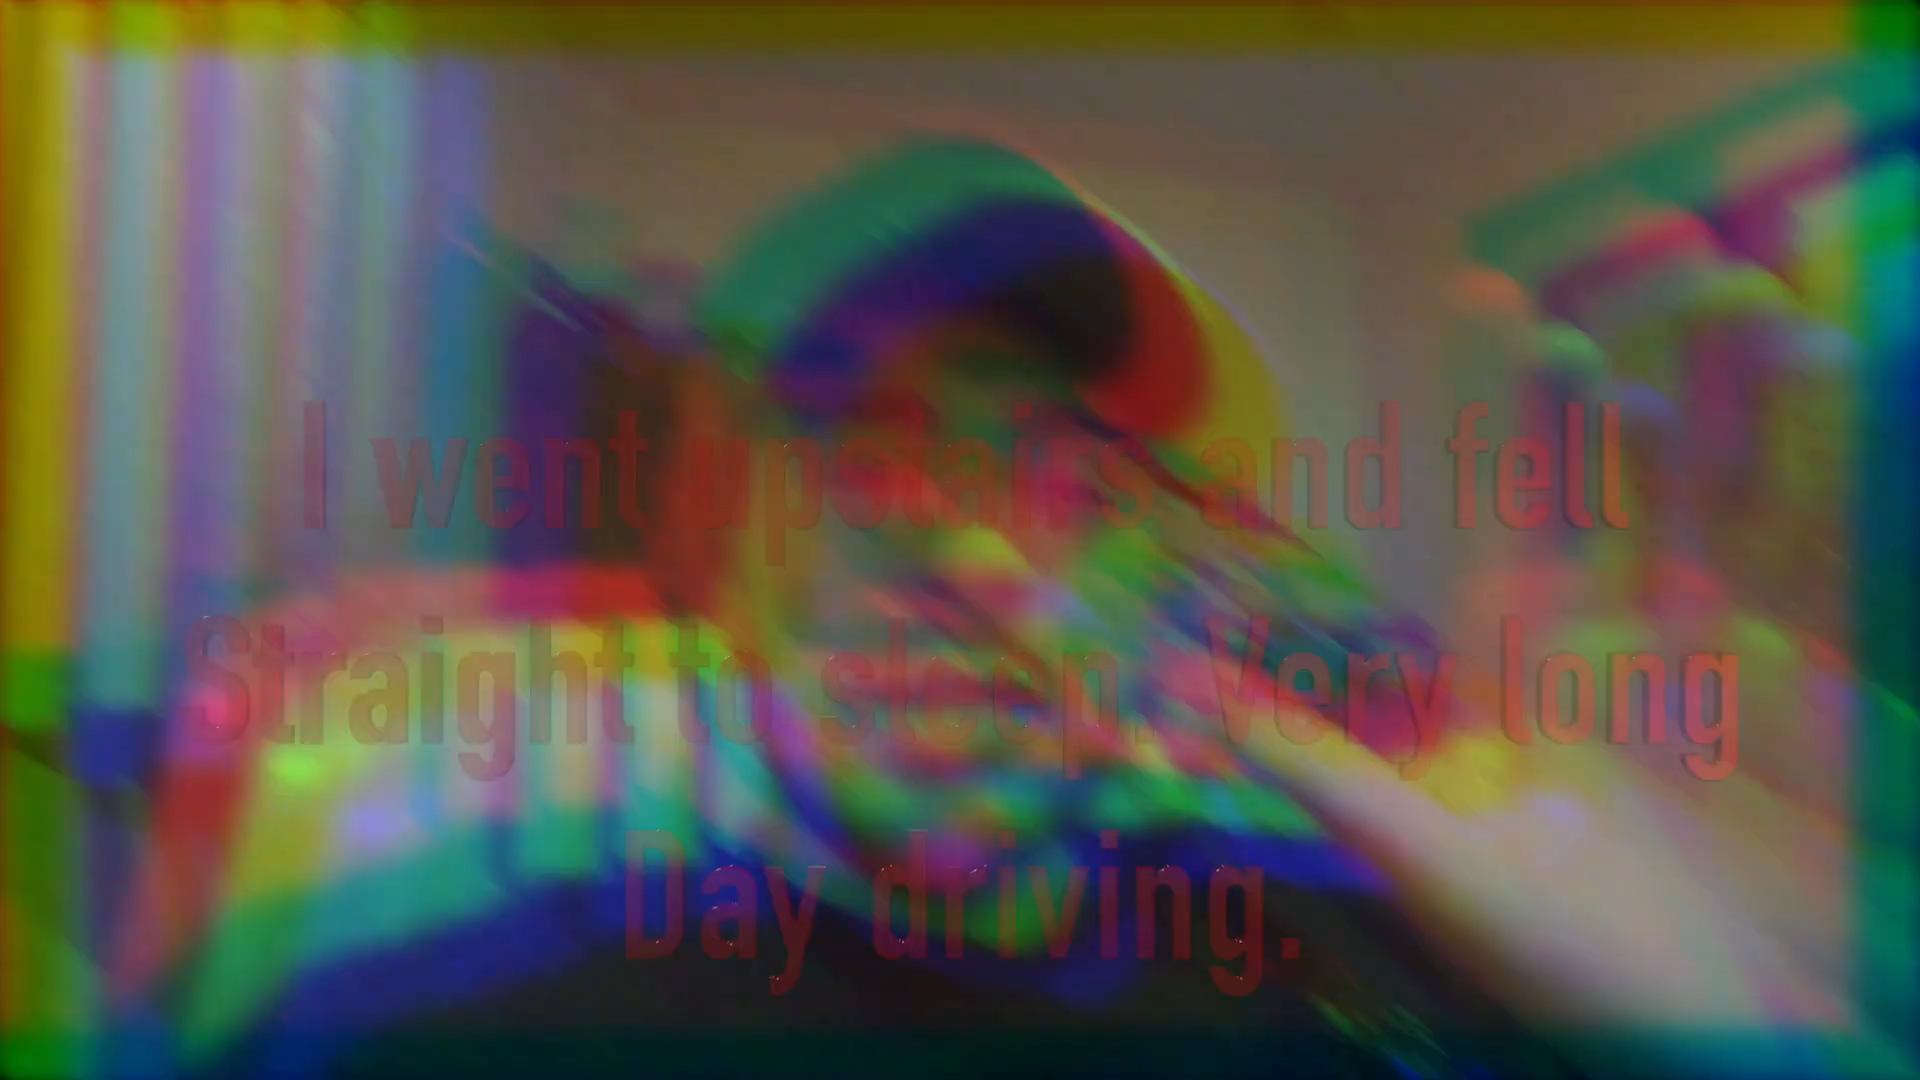 I went upstairs and fell
Straight to sleep. Very long
Day driving.